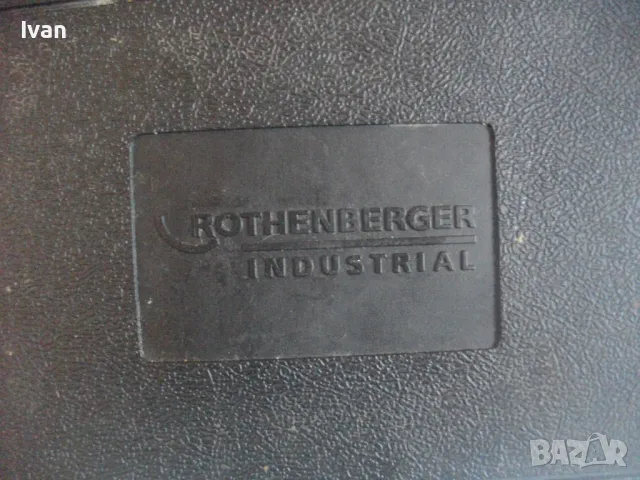 Ivan
ROTHENBERGER
INDUSTRIAL
BAZAR